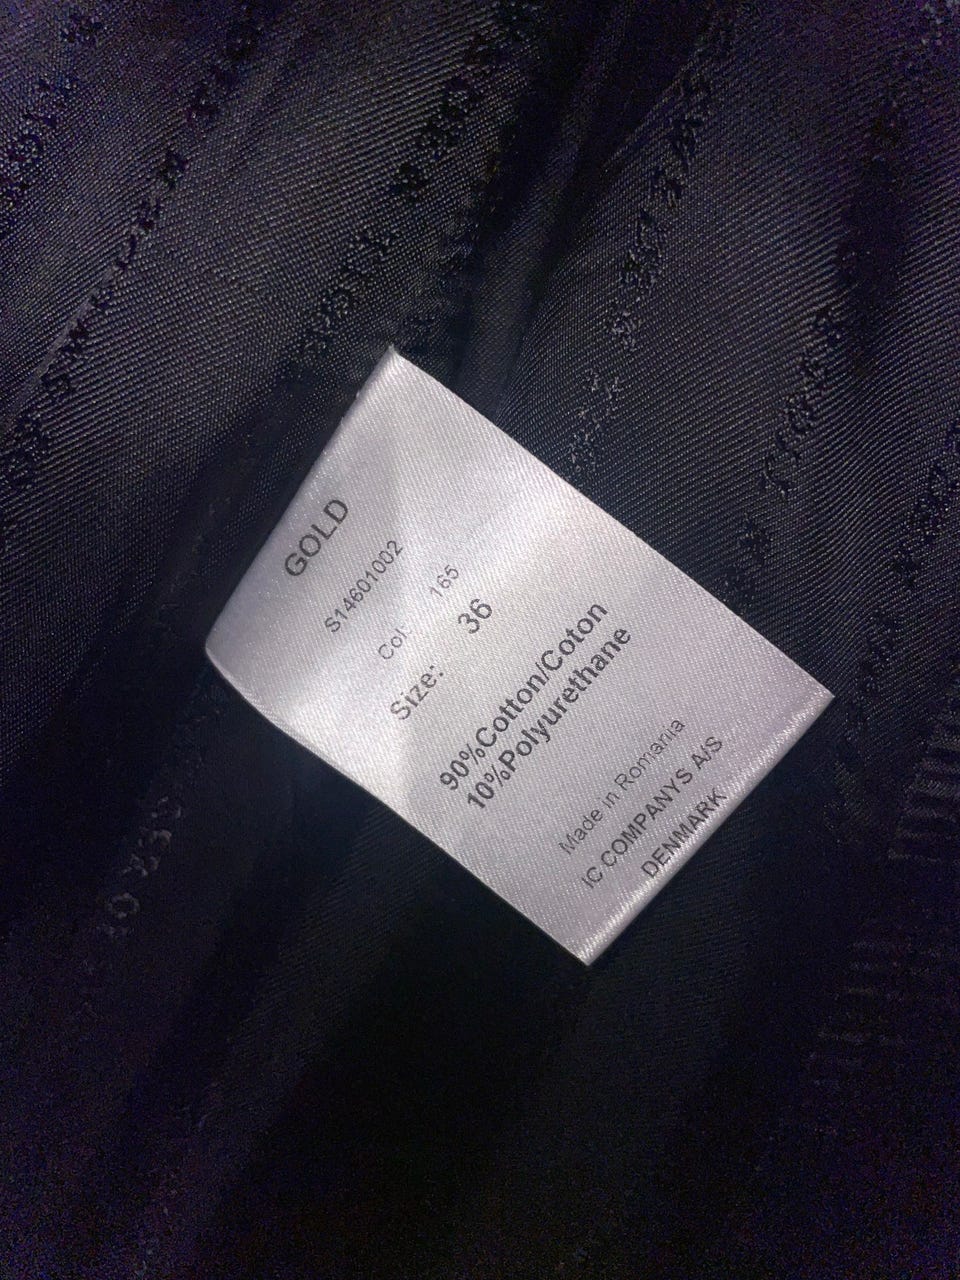 GOLD
S14601002
Col: 165
Size: 36
90%Cotton/Coton
10%Polyurethane
Made in Romania
IC COMPANYS A/S
DENMARK